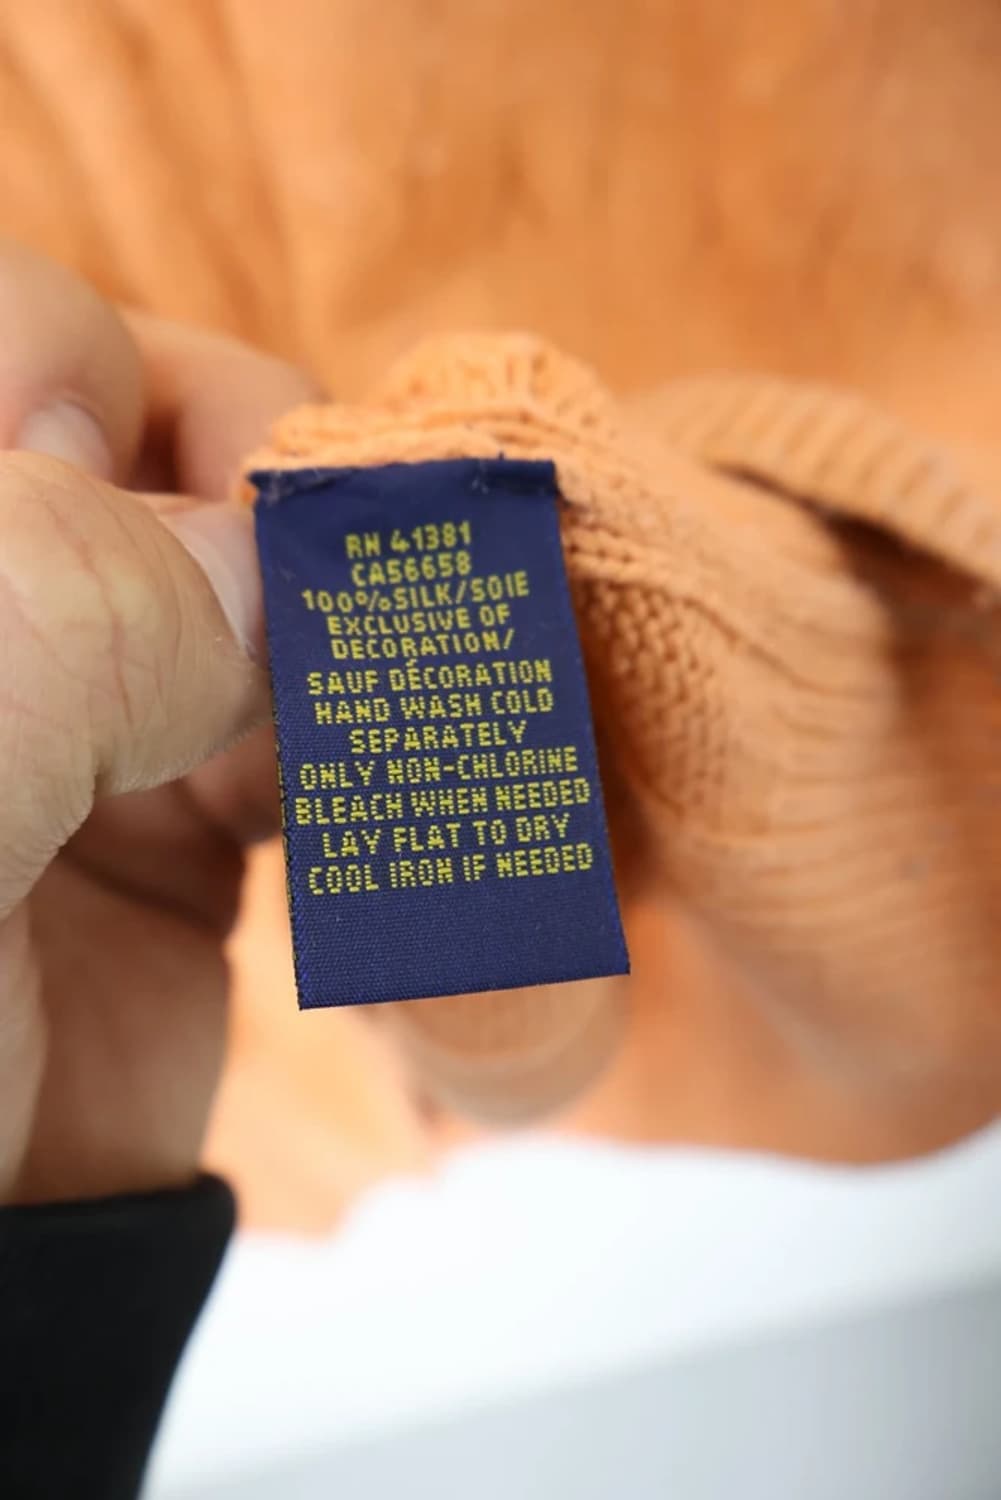 RN 41381
CA56658
100%SILK/SOIE
EXCLUSIVE OF
DECORATION/
SAUF DÉCORATION
HAND WASH COLD
SEPARATELY
ONLY NON-CHLORINE
BLEACH WHEN NEEDED
LAY FLAT TO DRY
COOL IRON IF NEEDED